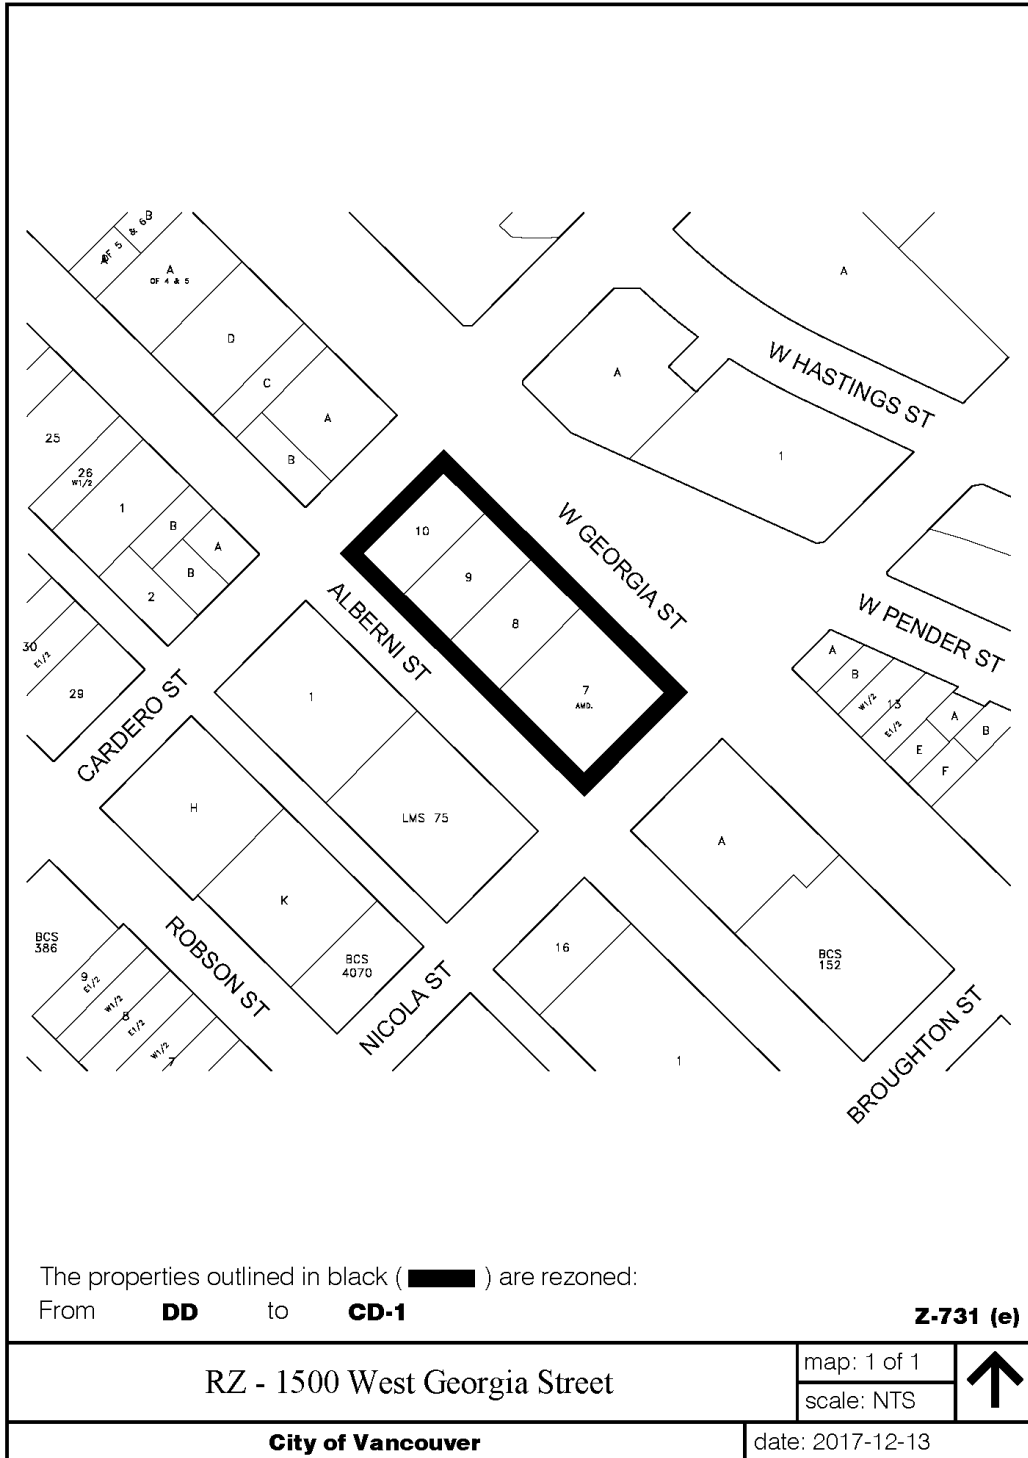 B
& 6
OF 5
A
OF 4 & 5
A
D
W HASTINGS ST
C
A
A
25
B
1
26
W1/2
1
B
10
W GEORGIA ST
A
9
B
2
ALBERNI ST
8
W PENDER ST
30
E1/2
A
B
29
1
7
AMD.
W1/2
13
E1/2
A
B
CARDERO ST
E
F
H
LMS 75
A
K
ROBSON ST
BCS
386
BCS
4070
16
BCS
152
9
E1/2
NICOLA ST
W1/2
8
E1/2
W1/2
7
1
BROUGHTON ST
The properties outlined in black ( ) are rezoned:
From DD to CD-1
Z-731 (e)
RZ - 1500 West Georgia Street
map: 1 of 1
scale: NTS
City of Vancouver
date: 2017-12-13